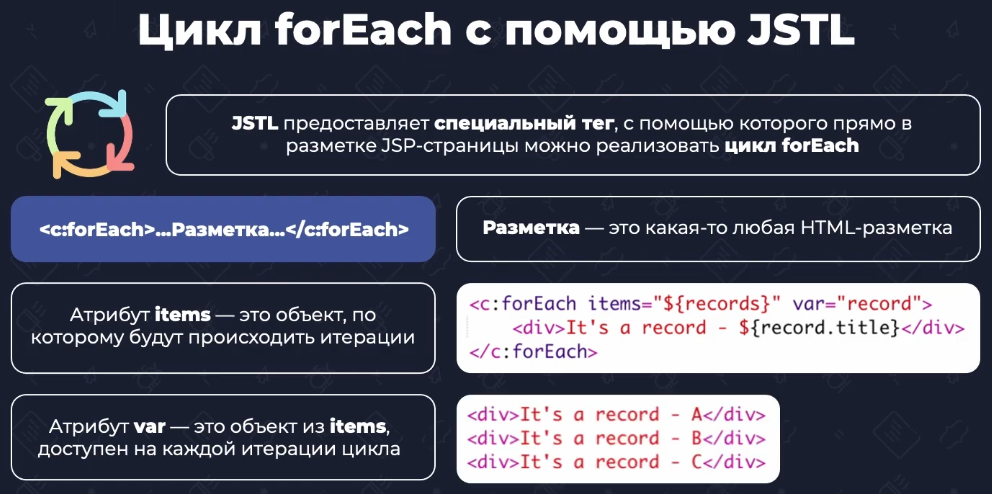 Цикл forEach с помощью JSTL
JSTL предоставляет специальный тег, с помощью которого прямо в
разметке JSP-страницы можно реализовать цикл forEach
<c:forEach>...Разметка...</c:forEach>
Разметка — это какая-то любая HTML-разметка
Атрибут items — это объект, по
которому будут происходить итерации
<c:forEach items="${records}" var="record">
    <div>It's a record - ${record.title}</div>
</c:forEach>
Атрибут var — это объект из items,
доступен на каждой итерации цикла
<div>It's a record - A</div>
<div>It's a record - B</div>
<div>It's a record - C</div>